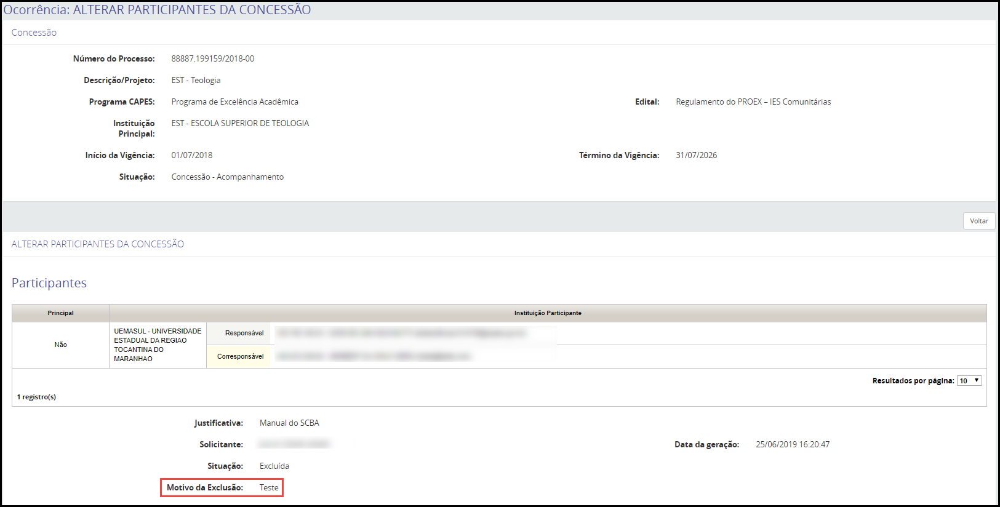 Ocorrência: ALTERAR PARTICIPANTES DA CONCESSÃO
Concessão
Número do Processo: 88887.199159/2018-00
Descrição/Projeto: EST - Teologia
Programa CAPES: Programa de Excelência Acadêmica Edital: Regulamento do PROEX – IES Comunitárias
Instituição Principal: EST - ESCOLA SUPERIOR DE TEOLOGIA
Início da Vigência: 01/07/2018 Término da Vigência: 31/07/2026
Situação: Concessão - Acompanhamento
Voltar
ALTERAR PARTICIPANTES DA CONCESSÃO
Participantes
Principal Instituição Participante
Não
UEMASUL - UNIVERSIDADE
ESTADUAL DA REGIAO
TOCANTINA DO
MARANHAO
Responsável
Corresponsável
Resultados por página: 10
1 registro(s)
Justificativa: Manual do SCBA
Solicitante: Data da geração: 25/06/2019 16:20:47
Situação: Excluída
Motivo da Exclusão: Teste